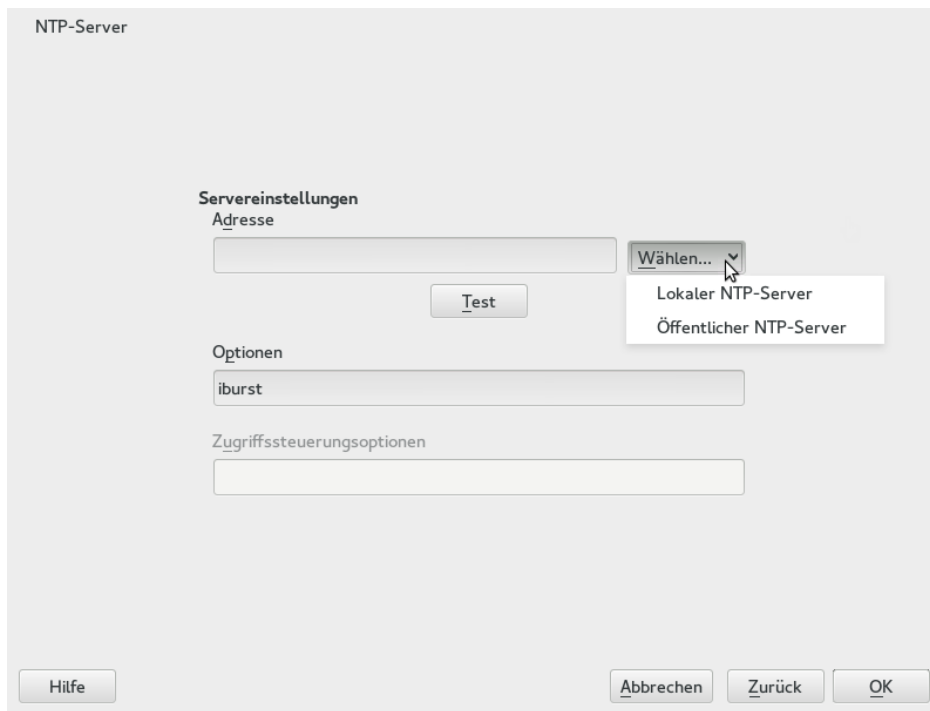 NTP-Server
Servereinstellungen
Adresse
Wählen...
Lokaler NTP-Server
Öffentlicher NTP-Server
Test
Optionen
iburst
Zugriffssteuerungsoptionen
Hilfe
Abbrechen
Zurück
OK